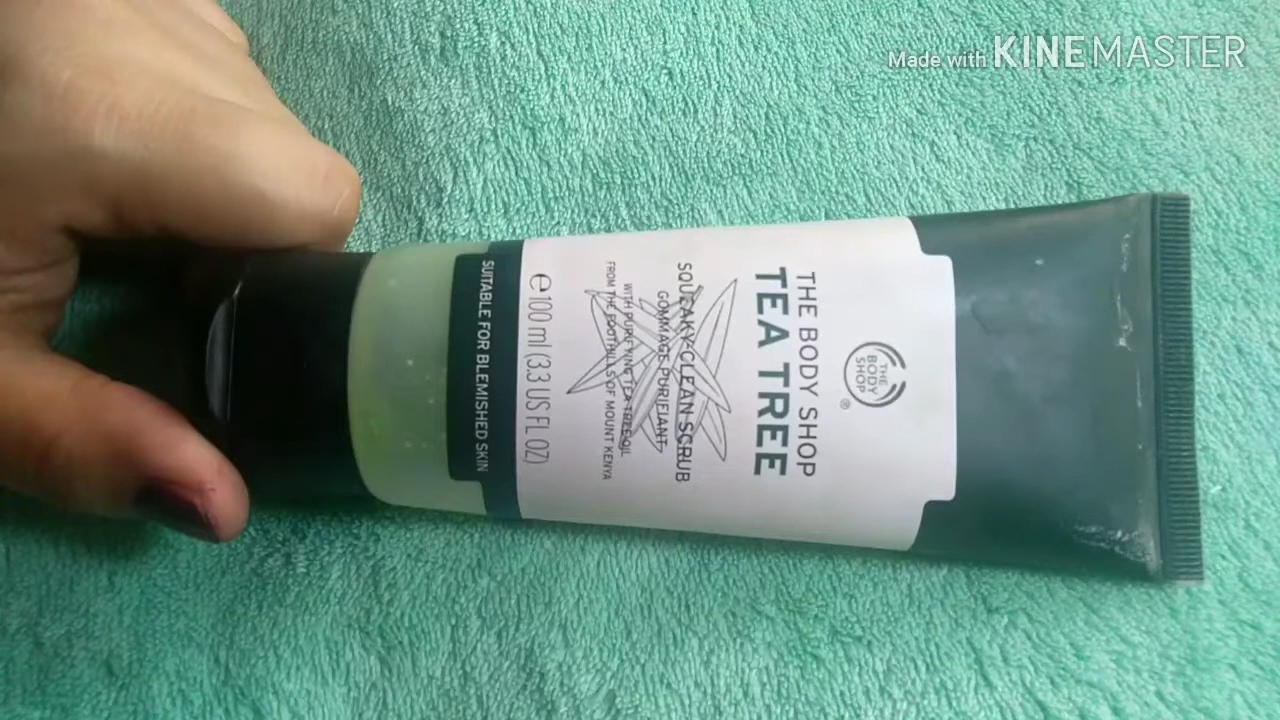 Made with KINEMASTER
THE
BODY
SHOP
®
THE BODY SHOP
TEA TREE
SQUEAKY-CLEAN SCRUB
GOMMAGE PURIFIANT
WITH PURIFYING TEA TREE OIL
FROM THE FOOTHILLS OF MOUNT KENYA
e 100 ml (3.3 US FL OZ)
SUITABLE FOR BLEMISHED SKIN